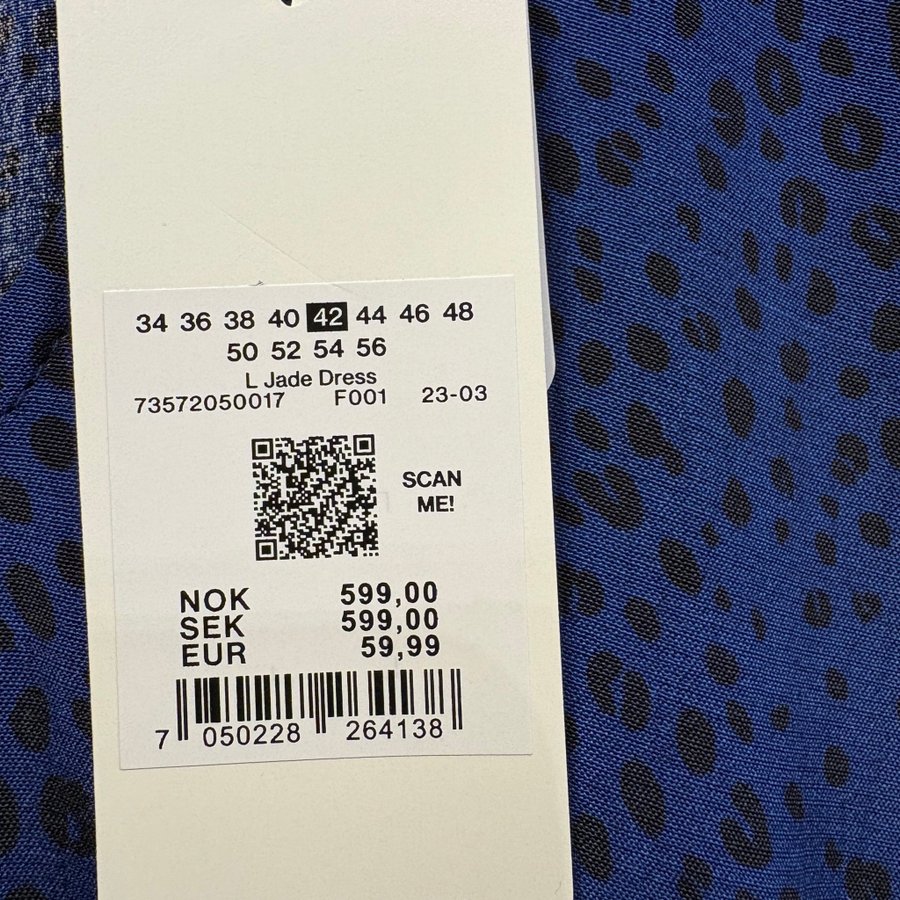 34 36 38 40 42 44 46 48
50 52 54 56
L Jade Dress
73572050017 F001 23-03
SCAN
ME!
NOK 599,00
SEK 599,00
EUR 59,99
7 050228 264138